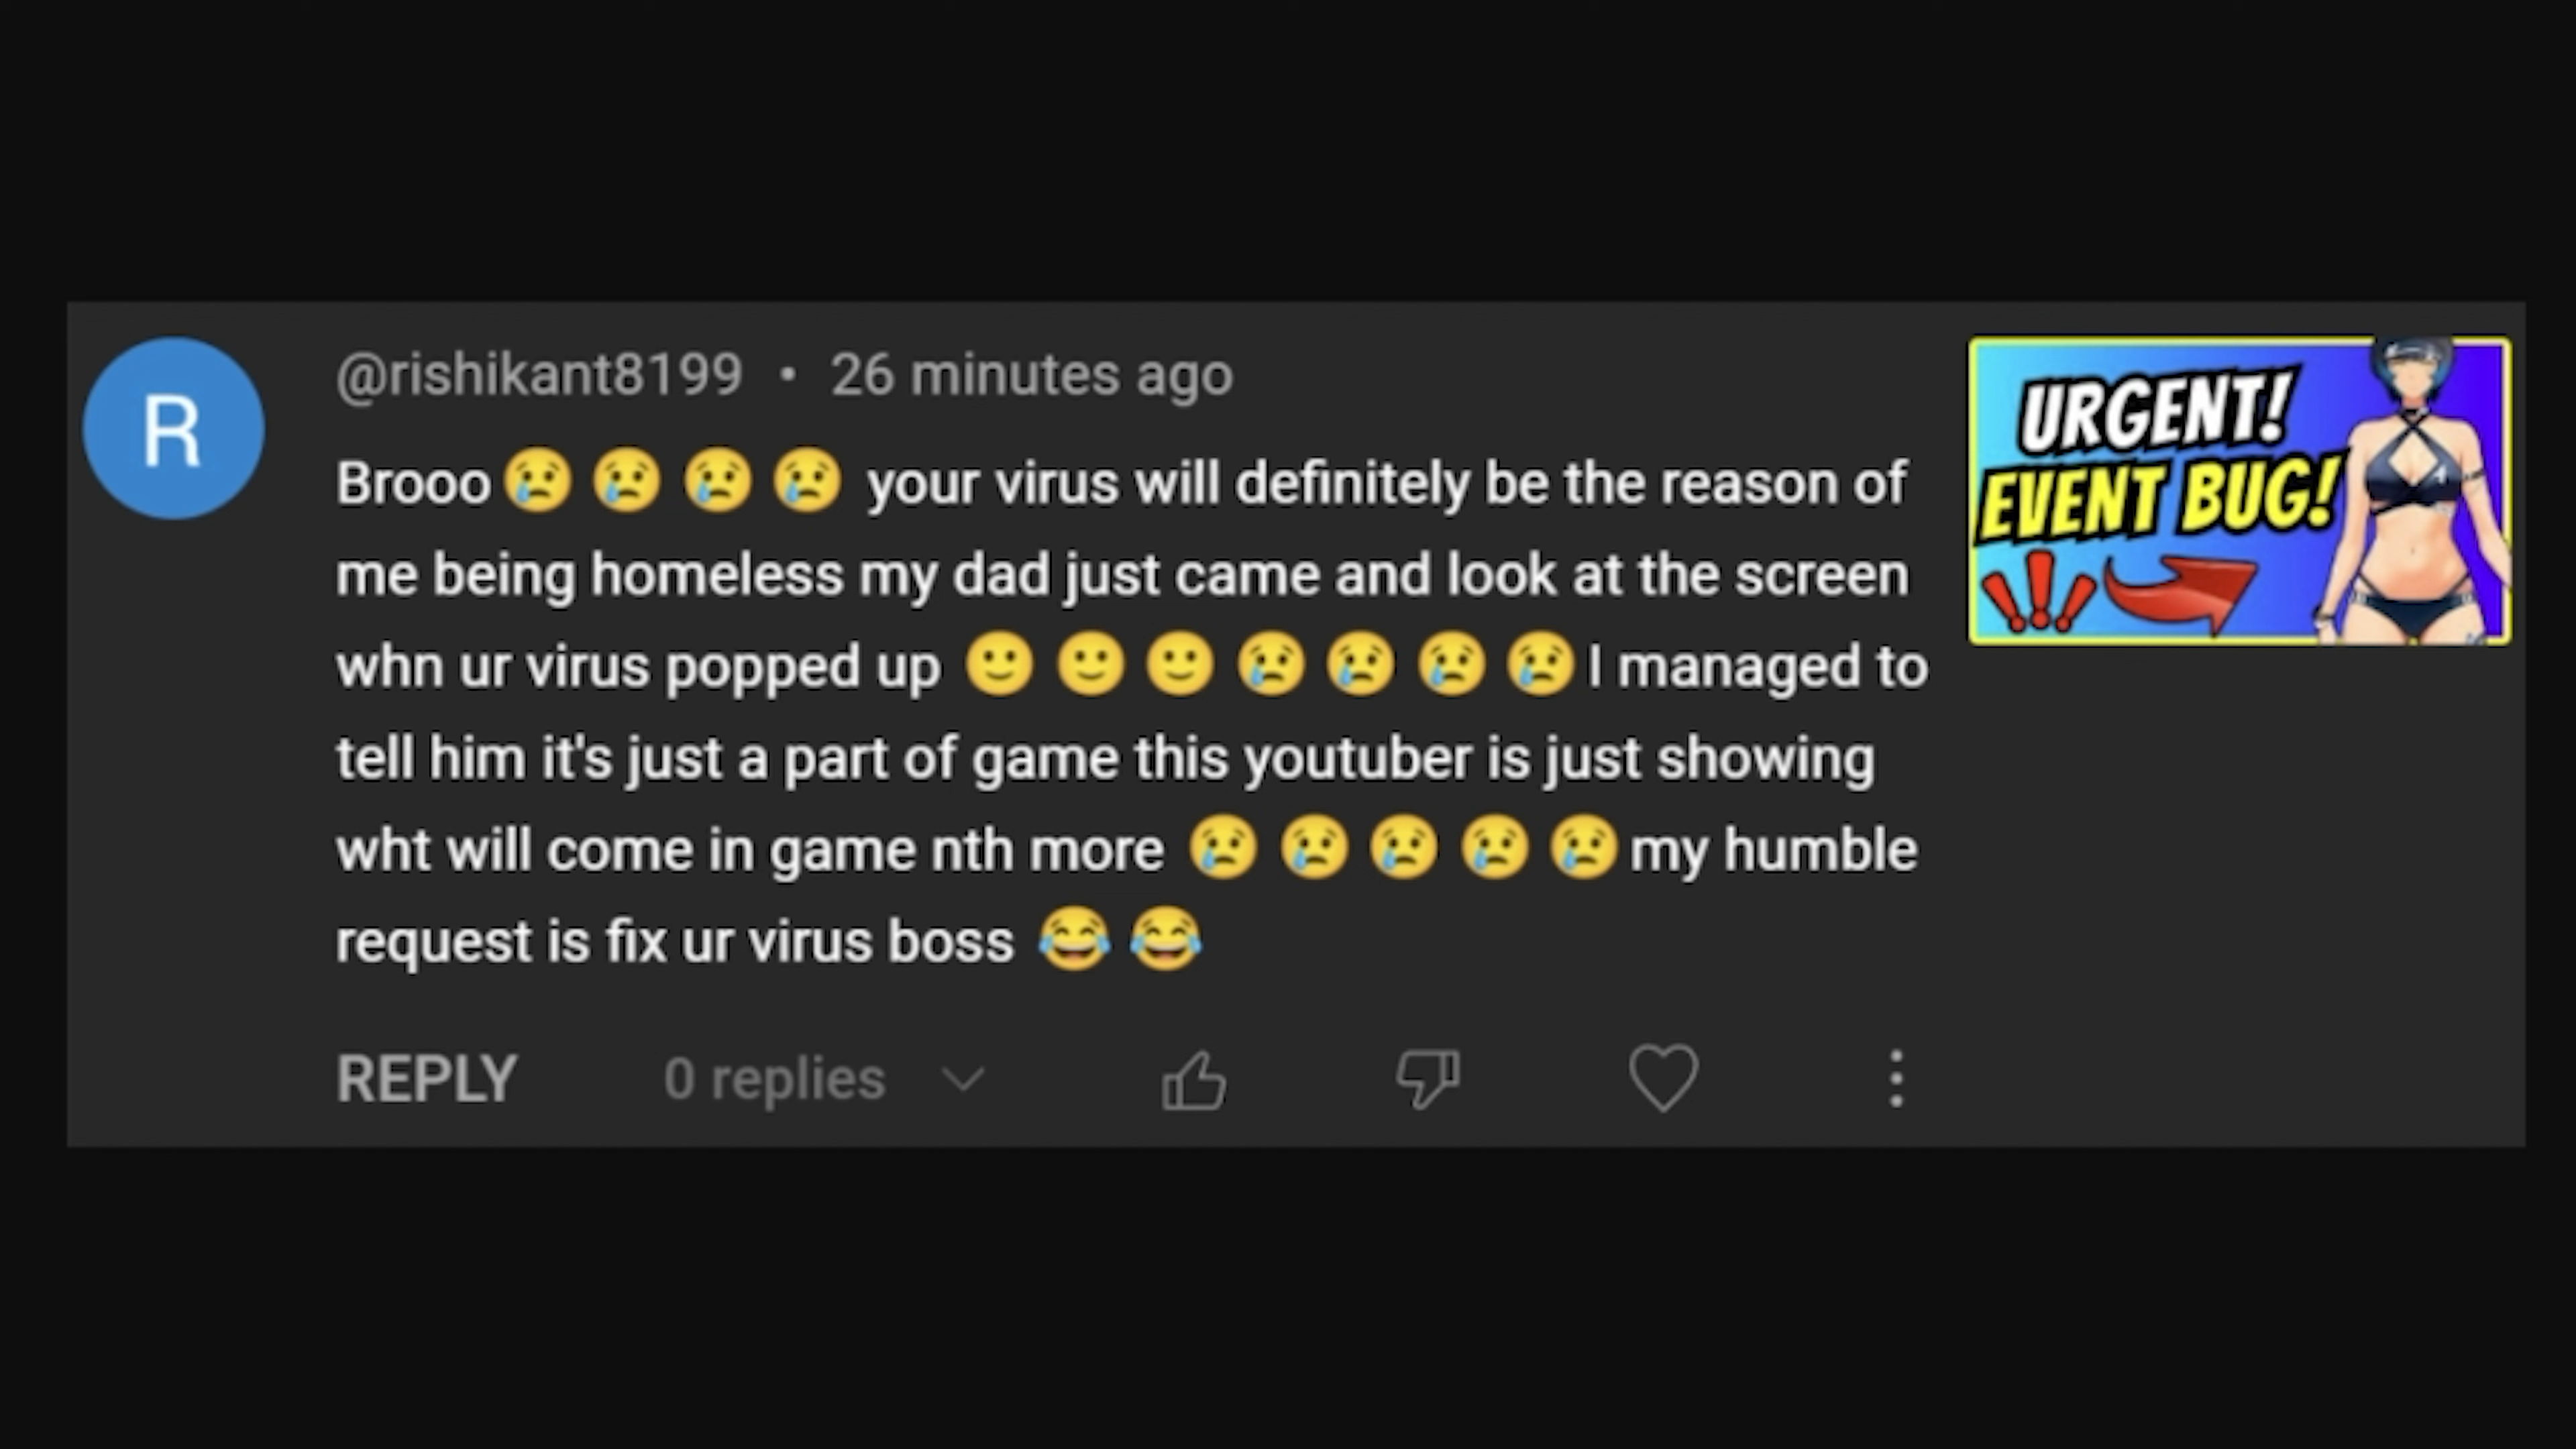 R
@rishikant8199 • 26 minutes ago
Brooo😢😢😢😢 your virus will definitely be the reason of
me being homeless my dad just came and look at the screen
whn ur virus popped up 🙂🙂🙂😢😢😢😢I managed to
tell him it's just a part of game this youtuber is just showing
wht will come in game nth more 😢😢😢😢😢my humble
request is fix ur virus boss 😂😂
REPLY 0 replies
URGENT!
EVENT BUG!
!!!